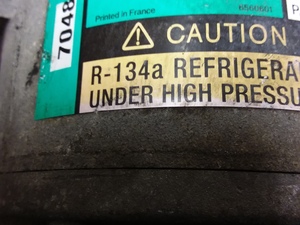 Printed in France
7048
CAUTION
R-134a REFRIGERA
UNDER HIGH PRESSU